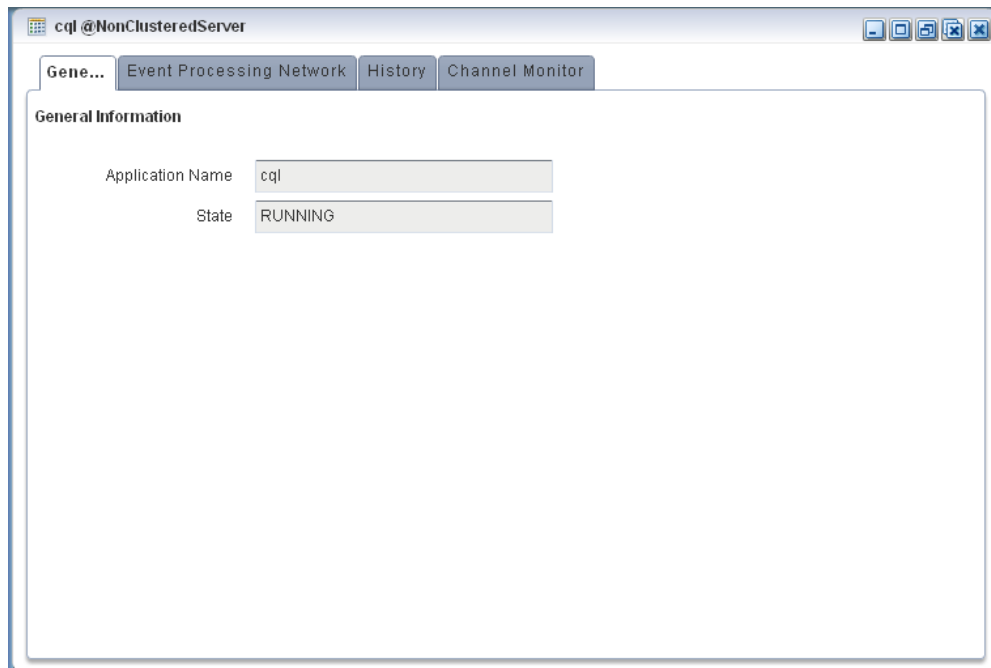 cql @NonClusteredServer
Gene... Event Processing Network History Channel Monitor
General Information
Application Name cql
State RUNNING